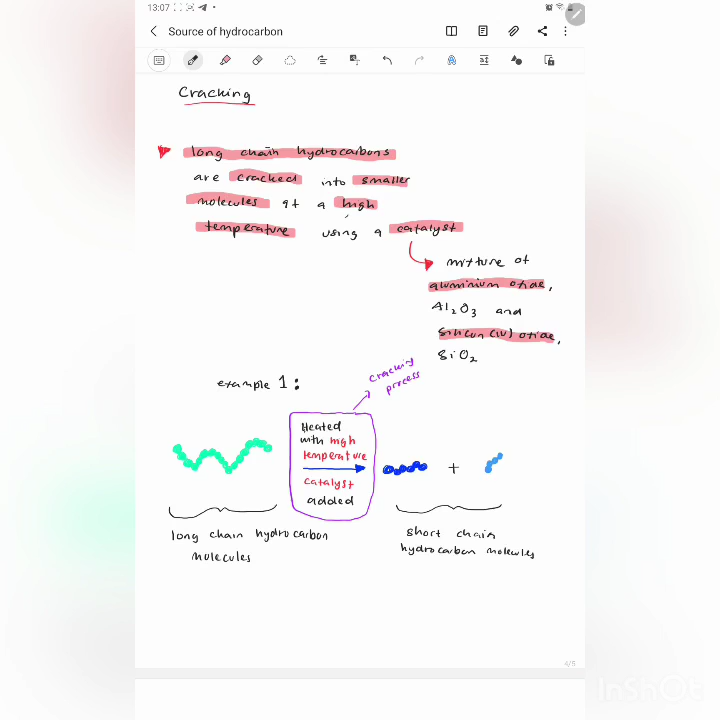 13:07
Source of hydrocarbon
Cracking
long chain hydrocarbons
are cracked into smaller
molecules at a high
temperature using a catalyst
mixture of
aluminium oxide,
Al₂O₃ and
silicon (IV) oxide,
SiO₂
example 1:
cracking
process
Heated
with high
temperature
catalyst
added
+
long chain hydrocarbon
molecules
short chain
hydrocarbon molecules
4/5
InShOt